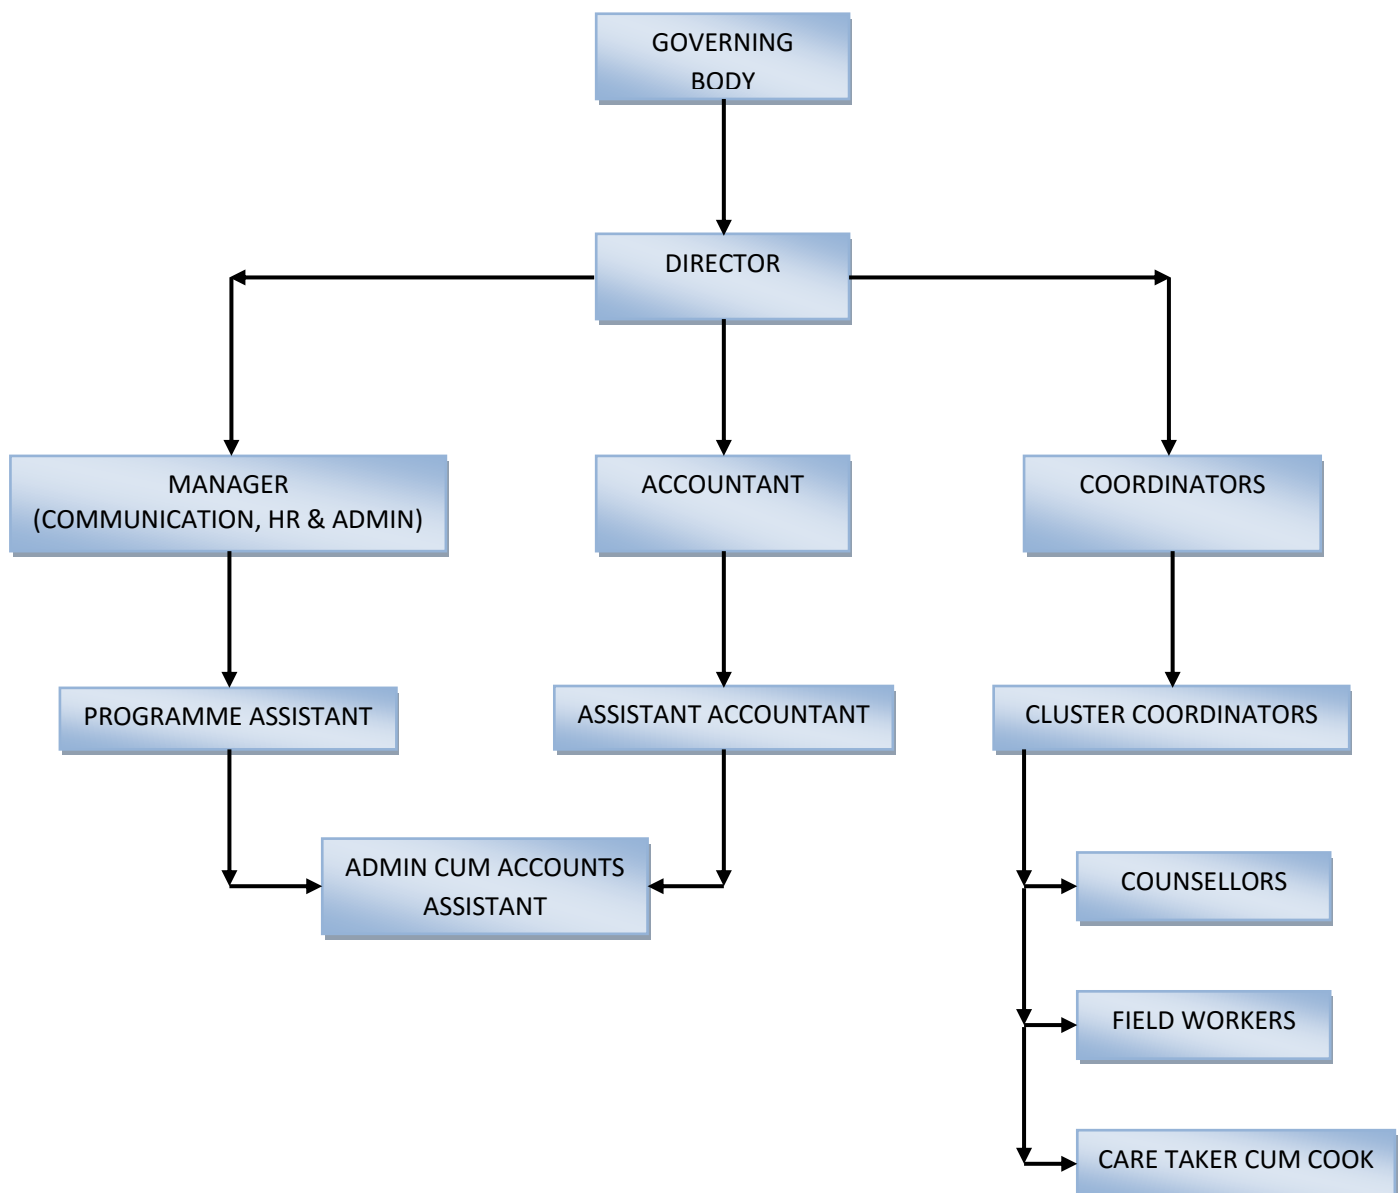 GOVERNING
BODY
DIRECTOR
MANAGER
(COMMUNICATION, HR & ADMIN)
ACCOUNTANT
COORDINATORS
PROGRAMME ASSISTANT
ASSISTANT ACCOUNTANT
CLUSTER COORDINATORS
ADMIN CUM ACCOUNTS
ASSISTANT
COUNSELLORS
FIELD WORKERS
CARE TAKER CUM COOK